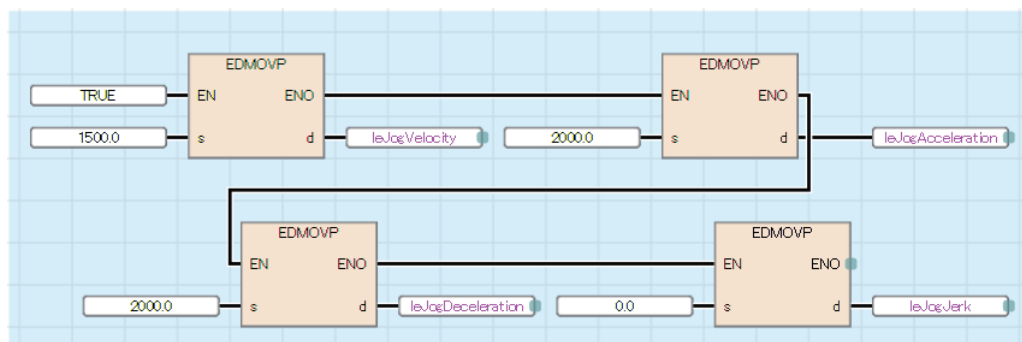 EDMOVP EDMOVP
TRUE EN ENO EN ENO
1500.0 s d leJogVelocity 2000.0 s d leJogAcceleration
EDMOVP EDMOVP
EN ENO EN ENO
2000.0 s d leJogDeceleration 0.0 s d leJogJerk